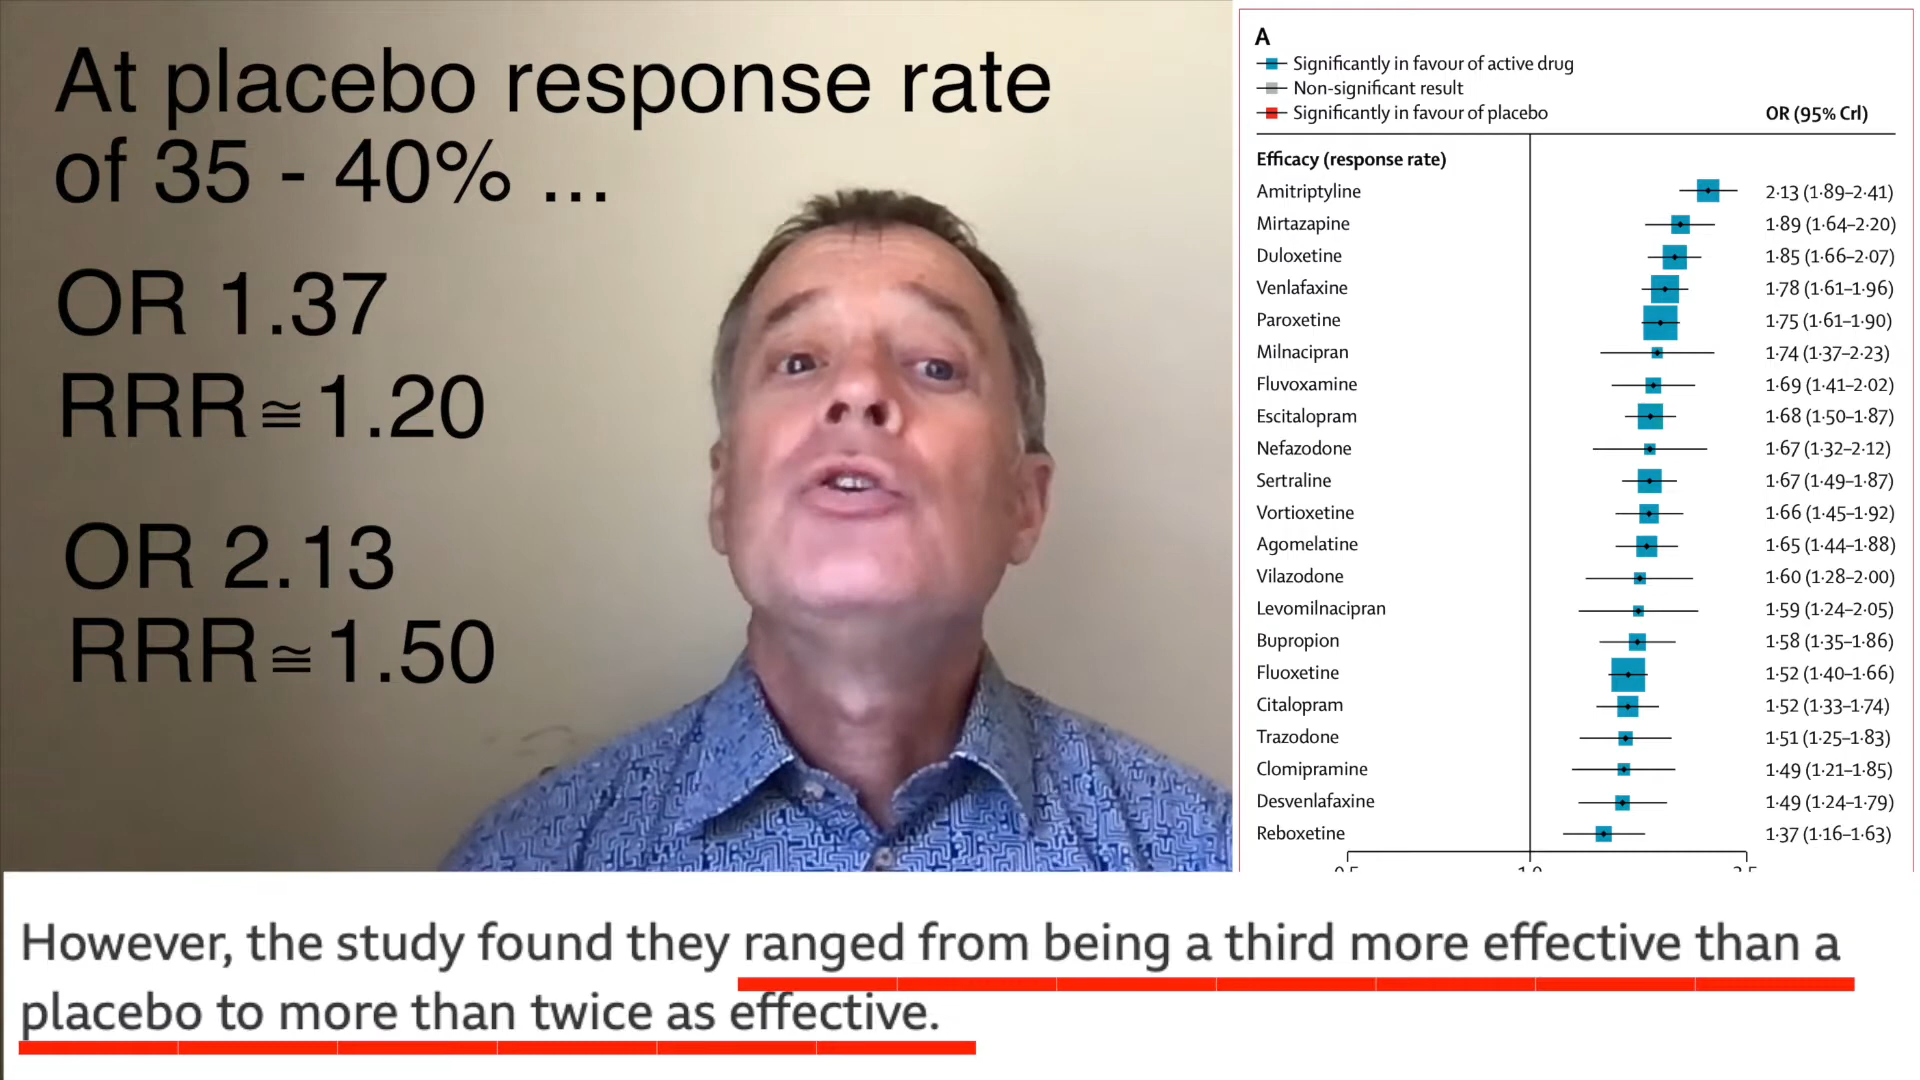 At placebo response rate
of 35 - 40% ...
OR 1.37
RRR≅1.20
OR 2.13
RRR≅1.50
A
Significantly in favour of active drug
Non-significant result
Significantly in favour of placebo
OR (95% CrI)
Efficacy (response rate)
Amitriptyline 2·13 (1·89–2·41)
Mirtazapine 1·89 (1·64–2·20)
Duloxetine 1·85 (1·66–2·07)
Venlafaxine 1·78 (1·61–1·96)
Paroxetine 1·75 (1·61–1·90)
Milnacipran 1·74 (1·37–2·23)
Fluvoxamine 1·69 (1·41–2·02)
Escitalopram 1·68 (1·50–1·87)
Nefazodone 1·67 (1·32–2·12)
Sertraline 1·67 (1·49–1·87)
Vortioxetine 1·66 (1·45–1·92)
Agomelatine 1·65 (1·44–1·88)
Vilazodone 1·60 (1·28–2·00)
Levomilnacipran 1·59 (1·24–2·05)
Bupropion 1·58 (1·35–1·86)
Fluoxetine 1·52 (1·40–1·66)
Citalopram 1·52 (1·33–1·74)
Trazodone 1·51 (1·25–1·83)
Clomipramine 1·49 (1·21–1·85)
Desvenlafaxine 1·49 (1·24–1·79)
Reboxetine 1·37 (1·16–1·63)
However, the study found they ranged from being a third more effective than a
placebo to more than twice as effective.